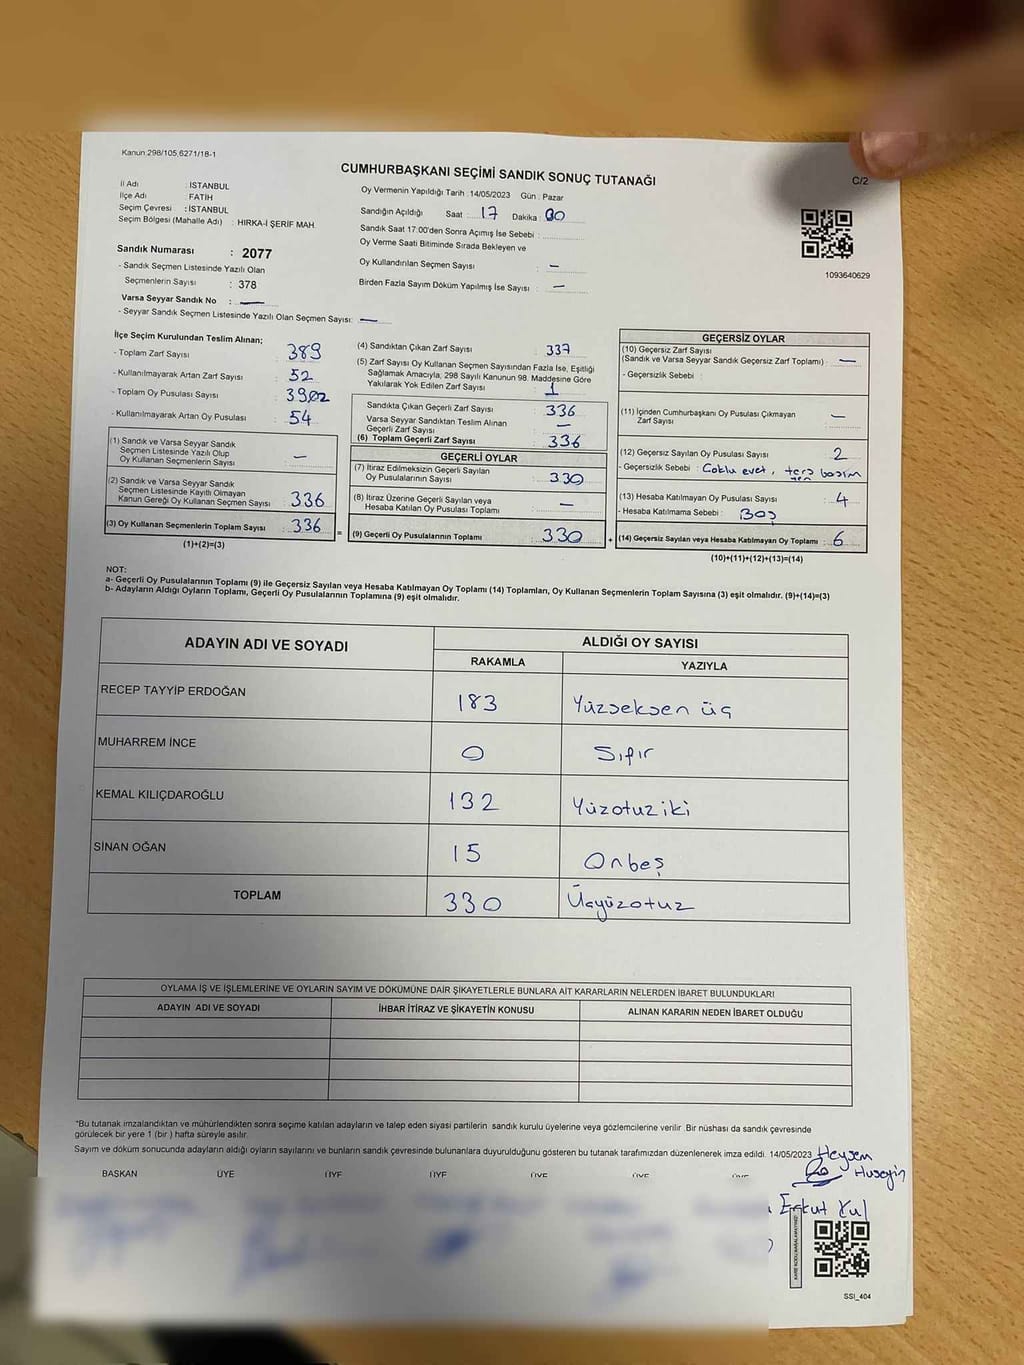 Kanun 298/105,6271/18-1
CUMHURBAŞKANI SEÇİMİ SANDIK SONUÇ TUTANAĞI
C/2
İl Adı : İSTANBUL
İlçe Adı : FATİH
Seçim Çevresi : İSTANBUL
Seçim Bölgesi (Mahalle Adı) : HIRKA-İ ŞERİF MAH
Oy Vermenin Yapıldığı Tarih : 14/05/2023 Gün : Pazar
Sandığın Açıldığı Saat : 17 Dakika : 00
Sandık Saat 17:00'den Sonra Açımış İse Sebebi :
Oy Verme Saati Bitiminde Sırada Bekleyen ve
Oy Kullandırılan Seçmen Sayısı : —
Birden Fazla Sayım Döküm Yapılmış İse Sayısı : —
1093640629
Sandık Numarası : 2077
- Sandık Seçmen Listesinde Yazılı Olan
Seçmenlerin Sayısı : 378
Varsa Seyyar Sandık No : —
- Seyyar Sandık Seçmen Listesinde Yazılı Olan Seçmen Sayısı: —
İlçe Seçim Kurulundan Teslim Alınan;
- Toplam Zarf Sayısı : 389
- Kullanılmayarak Artan Zarf Sayısı : 52
- Toplam Oy Pusulası Sayısı :
- Kullanılmayarak Artan Oy Pusulası : 54
(1) Sandık ve Varsa Seyyar Sandık
Seçmen Listesinde Yazılı Olup
Oy Kullanan Seçmenlerin Sayısı : —
(2) Sandık ve Varsa Seyyar Sandık
Seçmen Listesinde Kayıtlı Olmayan
Kanun Gereği Oy Kullanan Seçmen Sayısı : 336
(3) Oy Kullanan Seçmenlerin Toplam Sayısı : 336
(1)+(2)=(3)
=
(4) Sandıktan Çıkan Zarf Sayısı : 337
(5) Zarf Sayısı Oy Kullanan Seçmen Sayısından Fazla İse, Eşitliği
Sağlamak Amacıyla, 298 Sayılı Kanunun 98. Maddesine Göre
Yakılarak Yok Edilen Zarf Sayısı : 1
Sandıkta Çıkan Geçerli Zarf Sayısı : 336
Varsa Seyyar Sandıktan Teslim Alınan
Geçerli Zarf Sayısı : —
(6) Toplam Geçerli Zarf Sayısı : 336
GEÇERLİ OYLAR
(7) İtiraz Edilmeksizin Geçerli Sayılan
Oy Pusulalarının Sayısı : 330
(8) İtiraz Üzerine Geçerli Sayılan veya
Hesaba Katılan Oy Pusulası Toplamı : —
(9) Geçerli Oy Pusulalarının Toplamı : 330
+
GEÇERSİZ OYLAR
(10) Geçersiz Zarf Sayısı
(Sandık ve Varsa Seyyar Sandık Geçersiz Zarf Toplamı) : —
- Geçersizlik Sebebi :
(11) İçinden Cumhurbaşkanı Oy Pusulası Çıkmayan
Zarf Sayısı : —
(12) Geçersiz Sayılan Oy Pusulası Sayısı : 2
- Geçersizlik Sebebi : Çoklu evet, ters basim
(13) Hesaba Katılmayan Oy Pusulası Sayısı : 4
- Hesaba Katılmama Sebebi : Boş
(14) Geçersiz Sayılan veya Hesaba Katılmayan Oy Toplamı : 6
(10)+(11)+(12)+(13)=(14)
NOT:
a- Geçerli Oy Pusulalarının Toplamı (9) ile Geçersiz Sayılan veya Hesaba Katılmayan Oy Toplamı (14) Toplamları, Oy Kullanan Seçmenlerin Toplam Sayısına (3) eşit olmalıdır. (9)+(14)=(3)
b- Adayların Aldığı Oyların Toplamı, Geçerli Oy Pusulalarının Toplamına (9) eşit olmalıdır.
ADAYIN ADI VE SOYADI
ALDIĞI OY SAYISI
RAKAMLA YAZIYLA
RECEP TAYYİP ERDOĞAN 183 Yüzseksen üç
MUHARREM İNCE 0 Sıfır
KEMAL KILIÇDAROĞLU 132 Yüzotuziki
SİNAN OĞAN 15 Onbeş
TOPLAM 330 Üçyüzotuz
OYLAMA İŞ VE İŞLEMLERİNE VE OYLARIN SAYIM VE DÖKÜMÜNE DAİR ŞİKAYETLERLE BUNLARA AİT KARARLARIN NELERDEN İBARET BULUNDUKLARI
ADAYIN ADI VE SOYADI İHBAR İTİRAZ VE ŞİKAYETİN KONUSU ALINAN KARARIN NEDEN İBARET OLDUĞU
*Bu tutanak imzalandıktan ve mühürlendikten sonra seçime katılan adayların ve talep eden siyasi partilerin sandık kurulu üyelerine veya gözlemcilerine verilir. Bir nüshası da sandık çevresinde
görülecek bir yere 1 (bir) hafta süreyle asılır.
Sayım ve döküm sonucunda adayların aldığı oyların sayılarını ve bunların sandık çevresinde bulunanlara duyurulduğunu gösteren bu tutanak tarafımızdan düzenlenerek imza edildi. 14/05/2023
BAŞKAN ÜYE ÜYE ÜYE ÜYE ÜYE ÜYE
Huseyin
SSI_404